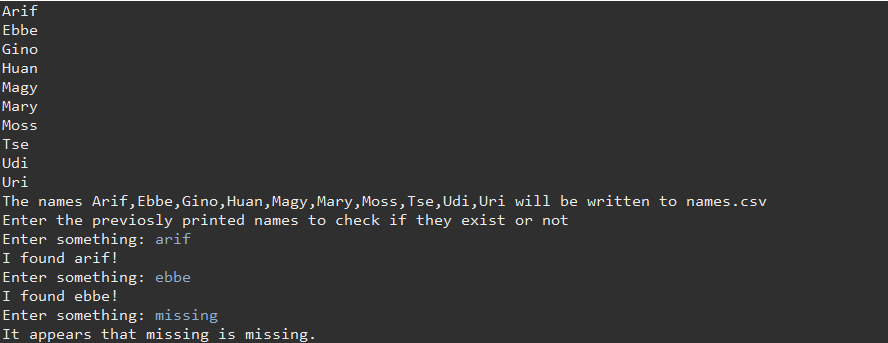 Arif
Ebbe
Gino
Huan
Magy
Mary
Moss
Tse
Udi
Uri
The names Arif,Ebbe,Gino,Huan,Magy,Mary,Moss,Tse,Udi,Uri will be written to names.csv
Enter the previosly printed names to check if they exist or not
Enter something: arif
I found arif!
Enter something: ebbe
I found ebbe!
Enter something: missing
It appears that missing is missing.